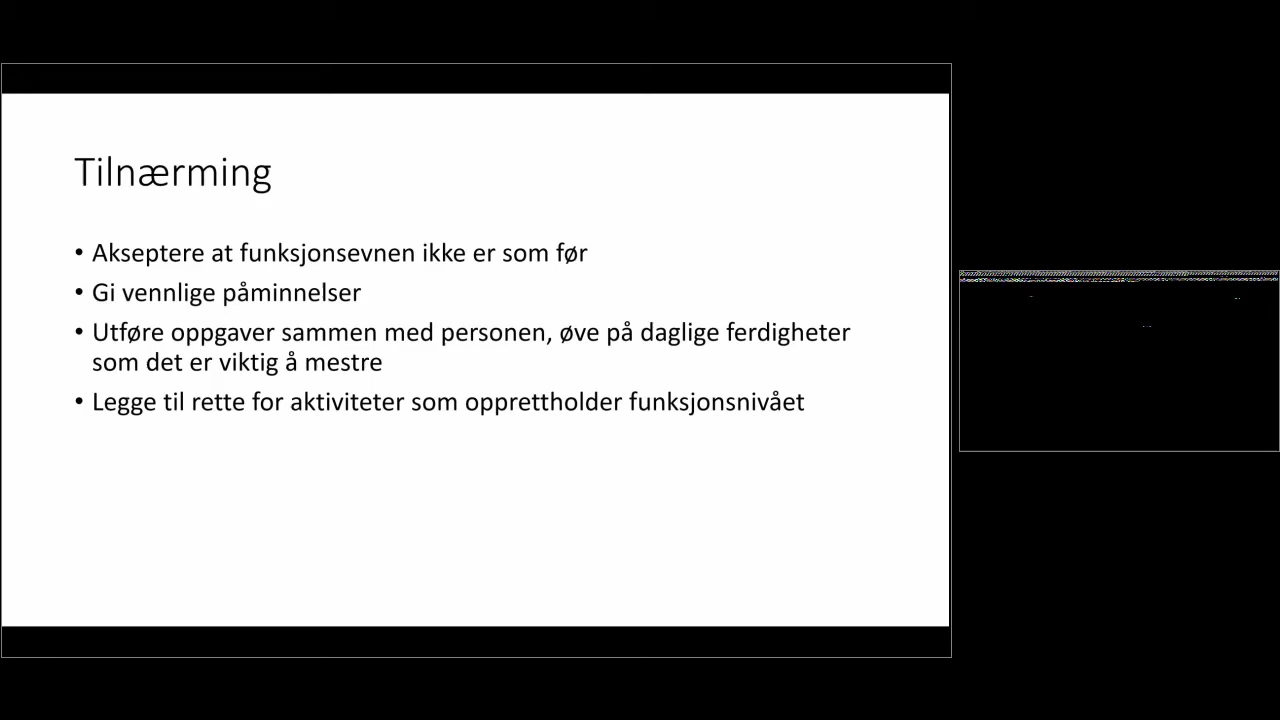 Tilnærming
• Akseptere at funksjonsevnen ikke er som før
• Gi vennlige påminnelser
• Utføre oppgaver sammen med personen, øve på daglige ferdigheter
som det er viktig å mestre
• Legge til rette for aktiviteter som opprettholder funksjonsnivået